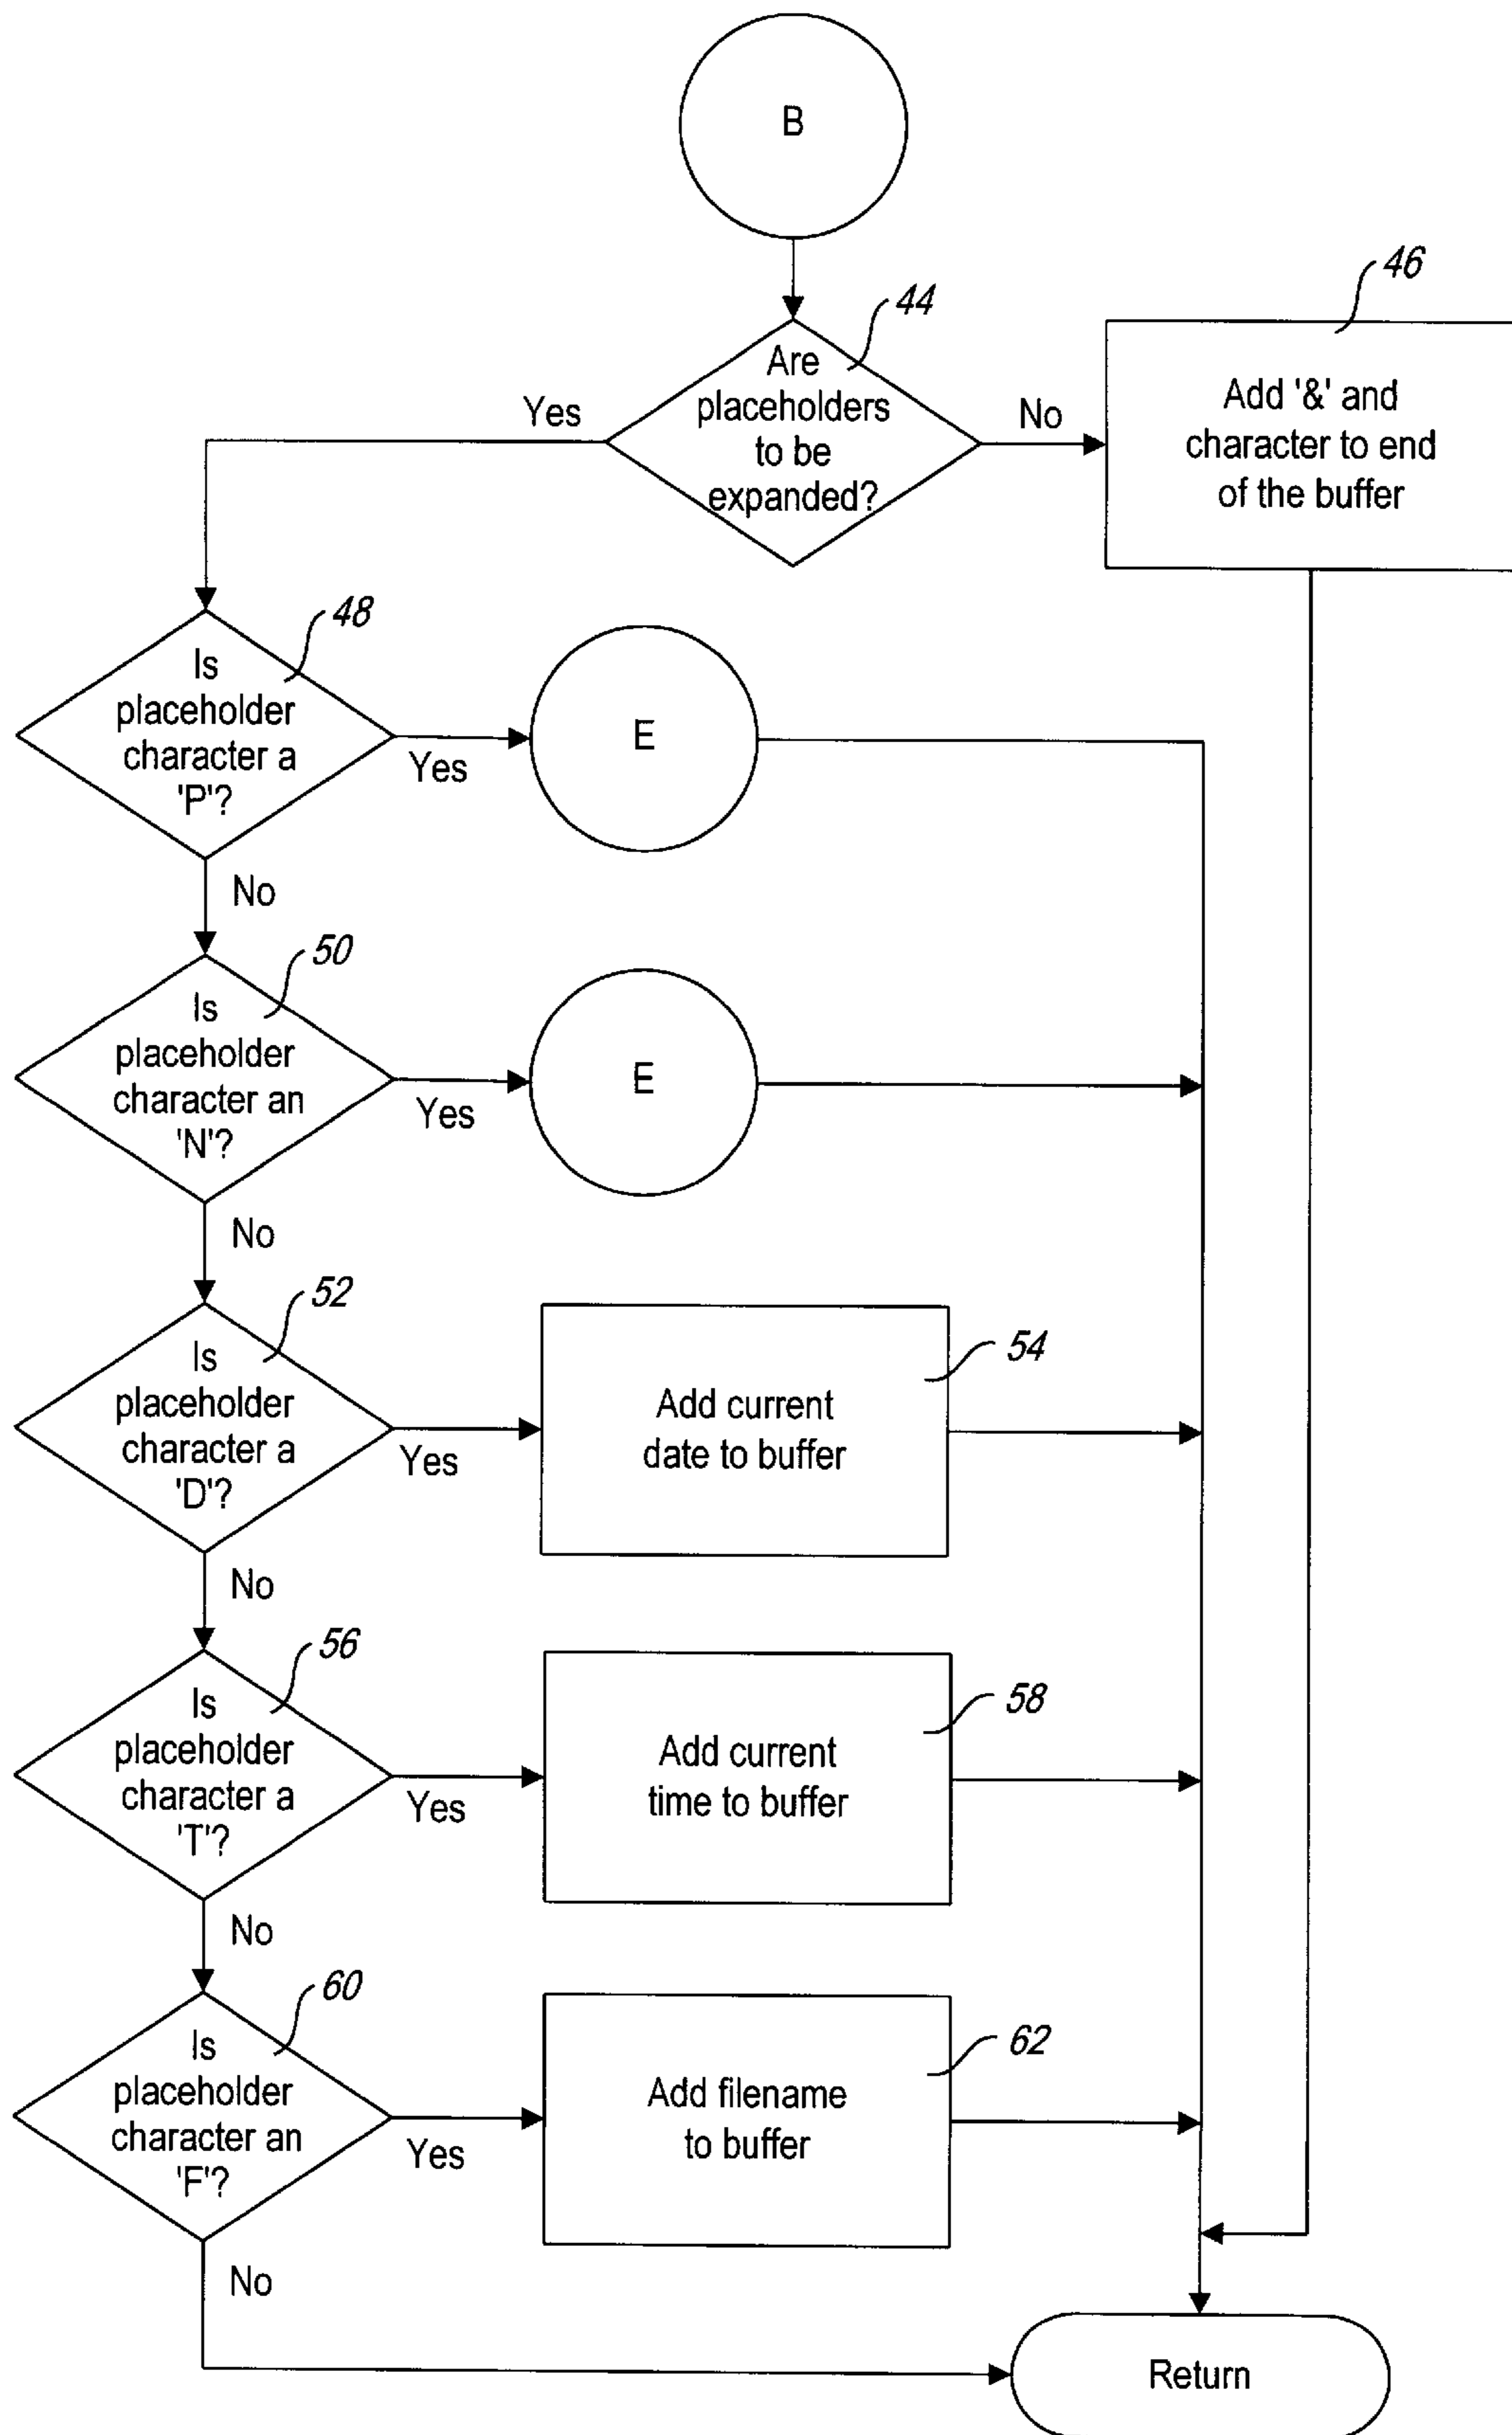 B
44
46
Are
placeholders
to be
expanded?
Yes
No
Add '&' and
character to end
of the buffer
48
Is
placeholder
character a
'P'?
Yes
E
No
50
Is
placeholder
character an
'N'?
Yes
E
No
52
Is
placeholder
character a
'D'?
Yes
54
Add current
date to buffer
No
56
Is
placeholder
character a
'T'?
Yes
58
Add current
time to buffer
No
60
Is
placeholder
character an
'F'?
Yes
62
Add filename
to buffer
No
Return